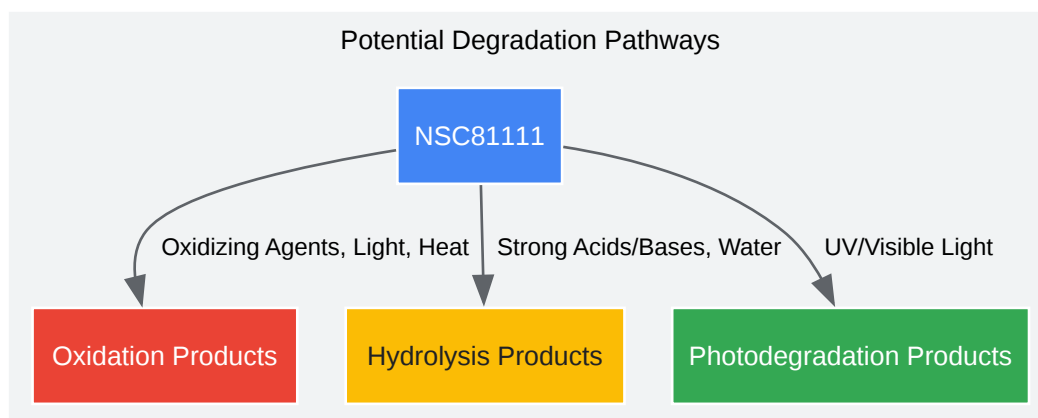 Potential Degradation Pathways
NSC81111
Oxidizing Agents, Light, Heat
Strong Acids/Bases, Water
UV/Visible Light
Oxidation Products
Hydrolysis Products
Photodegradation Products